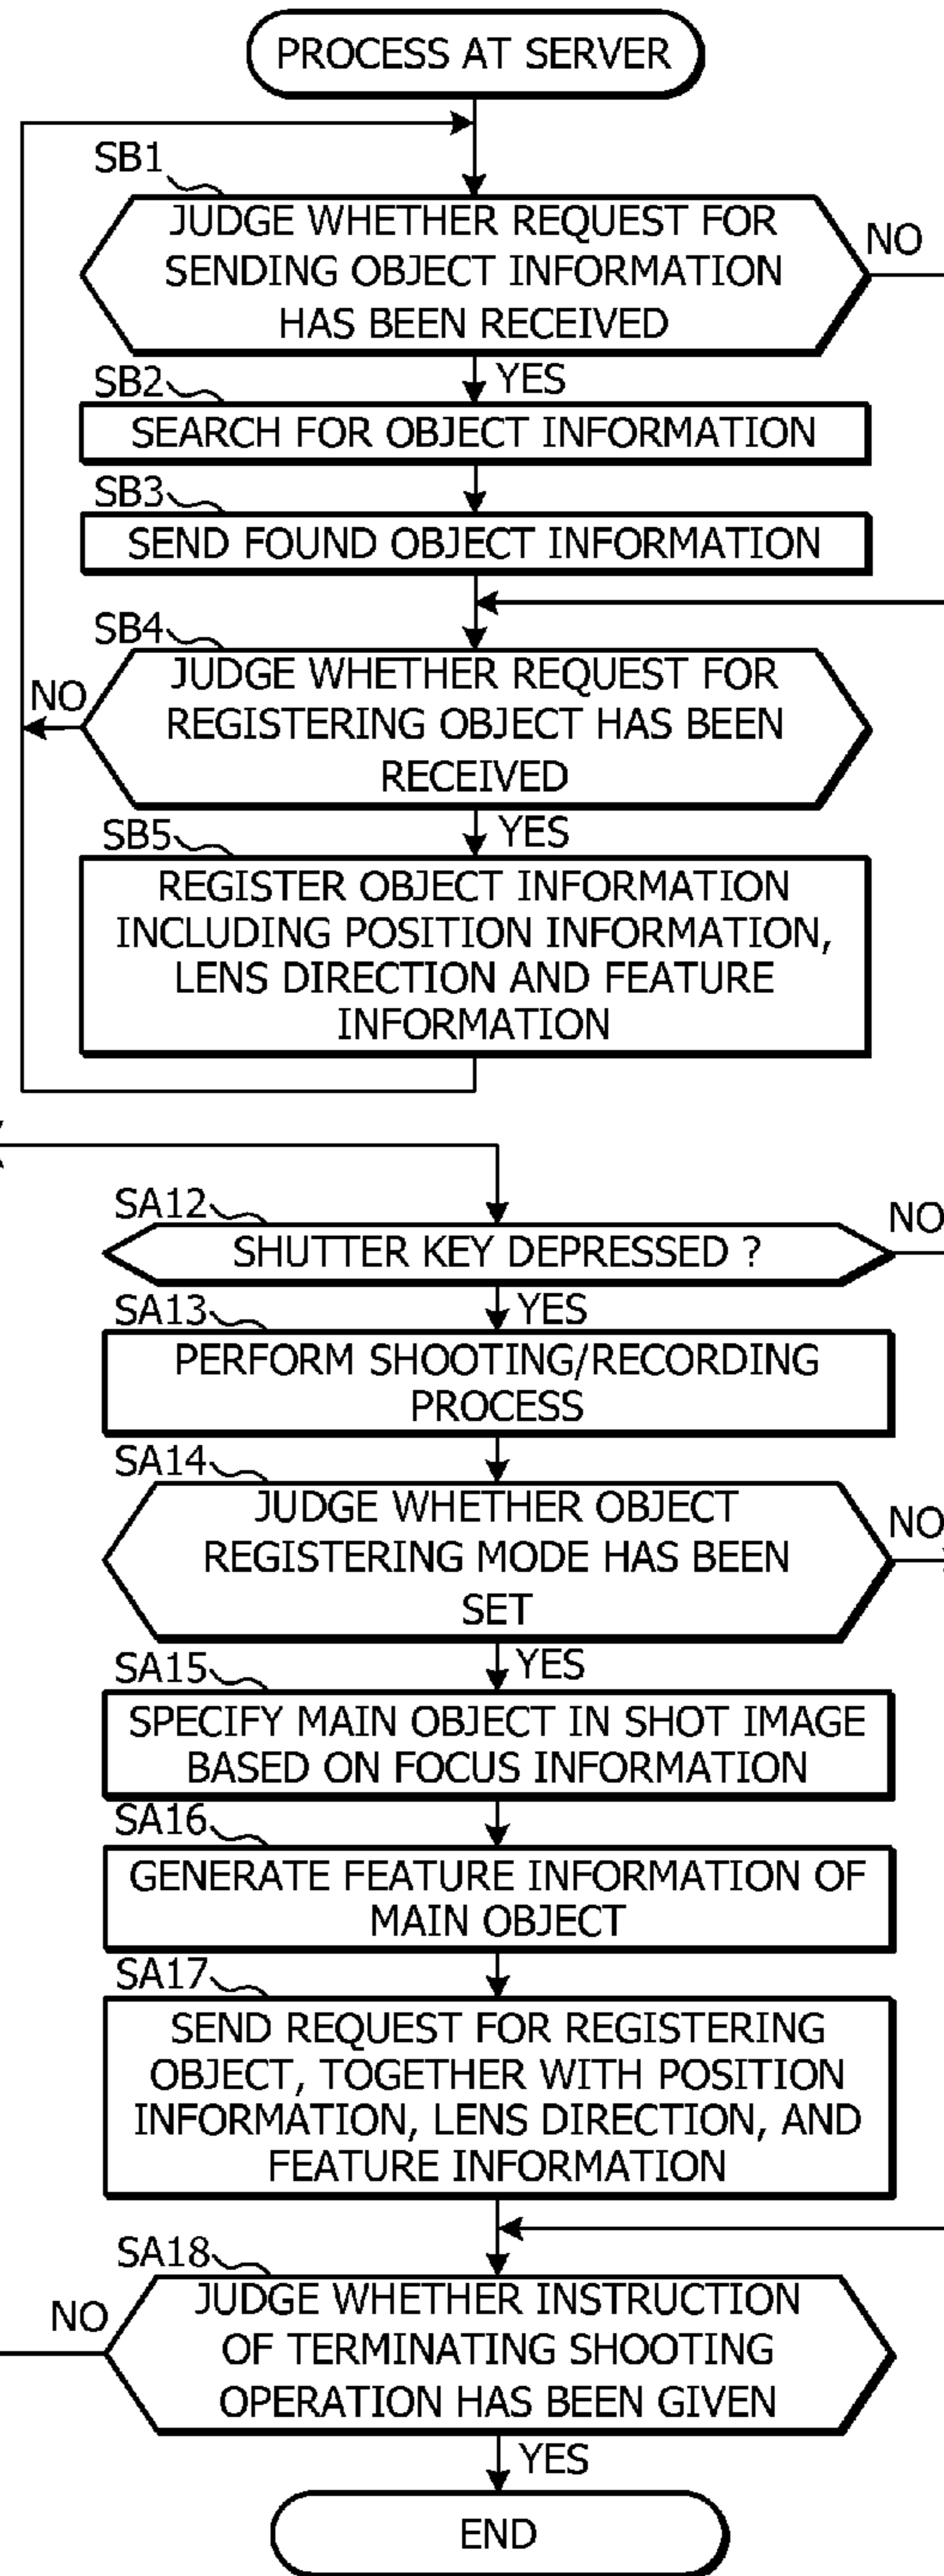 PROCESS AT SERVER
SB1
JUDGE WHETHER REQUEST FOR
SENDING OBJECT INFORMATION
HAS BEEN RECEIVED
NO
YES
SB2
SEARCH FOR OBJECT INFORMATION
SB3
SEND FOUND OBJECT INFORMATION
SB4
JUDGE WHETHER REQUEST FOR
REGISTERING OBJECT HAS BEEN
RECEIVED
NO
YES
SB5
REGISTER OBJECT INFORMATION
INCLUDING POSITION INFORMATION,
LENS DIRECTION AND FEATURE
INFORMATION
SA12
SHUTTER KEY DEPRESSED ?
NO
YES
SA13
PERFORM SHOOTING/RECORDING
PROCESS
SA14
JUDGE WHETHER OBJECT
REGISTERING MODE HAS BEEN
SET
NO
YES
SA15
SPECIFY MAIN OBJECT IN SHOT IMAGE
BASED ON FOCUS INFORMATION
SA16
GENERATE FEATURE INFORMATION OF
MAIN OBJECT
SA17
SEND REQUEST FOR REGISTERING
OBJECT, TOGETHER WITH POSITION
INFORMATION, LENS DIRECTION, AND
FEATURE INFORMATION
SA18
JUDGE WHETHER INSTRUCTION
OF TERMINATING SHOOTING
OPERATION HAS BEEN GIVEN
NO
YES
END